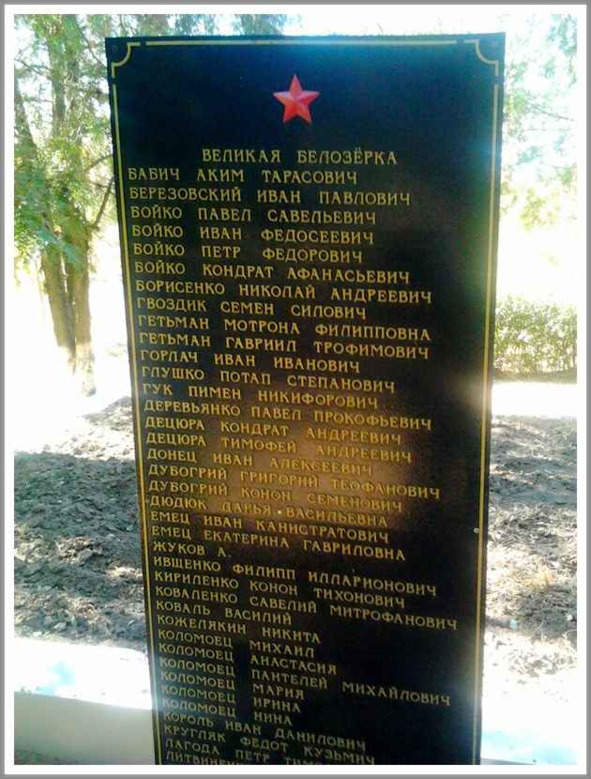 ВЕЛИКАЯ БЕЛОЗЁРКА
БАБИЧ АКИМ ТАРАСОВИЧ
БЕРЕЗОВСКИЙ ИВАН ПАВЛОВИЧ
БОЙКО ПАВЕЛ САВЕЛЬЕВИЧ
БОЙКО ИВАН ФЕДОСЕЕВИЧ
БОЙКО ПЕТР ФЕДОРОВИЧ
БОЙКО КОНДРАТ АФАНАСЬЕВИЧ
БОРИСЕНКО НИКОЛАЙ АНДРЕЕВИЧ
ГВОЗДИК СЕМЕН СИЛОВИЧ
ГЕТЬМАН МОТРОНА ФИЛИППОВНА
ГЕТЬМАН ГАВРИИЛ ТРОФИМОВИЧ
ГОРЛАЧ ИВАН ИВАНОВИЧ
ГЛУШКО ПОТАП СТЕПАНОВИЧ
ГУК ПИМЕН НИКИФОРОВИЧ
ДЕРЕВЬЯНКО ПАВЕЛ ПРОКОФЬЕВИЧ
ДЕЦЮРА КОНДРАТ АНДРЕЕВИЧ
ДЕЦЮРА ТИМОФЕЙ АНДРЕЕВИЧ
ДОНЕЦ ИВАН АЛЕКСЕЕВИЧ
ДУБОГРИЙ ГРИГОРИЙ ТЕОФАНОВИЧ
ДУБОГРИЙ КОНОН СЕМЕНОВИЧ
ДЮДЮК ДАРЬЯ ВАСИЛЬЕВНА
ЕМЕЦ ИВАН КАНИСТРАТОВИЧ
ЕМЕЦ ЕКАТЕРИНА ГАВРИЛОВНА
ЖУКОВ А.
ИВЩЕНКО ФИЛИПП ИЛЛАРИОНОВИЧ
КИРИЛЕНКО КОНОН ТИХОНОВИЧ
КОВАЛЕНКО САВЕЛИЙ МИТРОФАНОВИЧ
КОВАЛЬ ВАСИЛИЙ
КОЖЕЛЯКИН НИКИТА
КОЛОМОЕЦ МИХАИЛ
КОЛОМОЕЦ АНАСТАСИЯ
КОЛОМОЕЦ ПАНТЕЛЕЙ МИХАЙЛОВИЧ
КОЛОМОЕЦ МАРИЯ
КОЛОМОЕЦ ИРИНА
КОЛОМОЕЦ НИНА
КОРОЛЬ ИВАН ДАНИЛОВИЧ
КРУГЛЯК ФЕДОТ КУЗЬМИЧ
ЛАГОДА ПЕТР